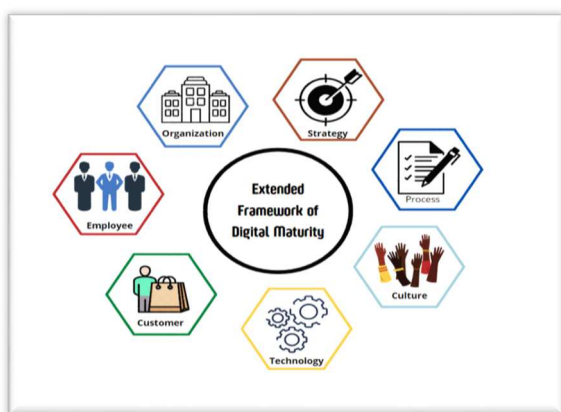 Organization
Strategy
Process
Culture
Technology
Customer
Employee
Extended
Framework of
Digital Maturity